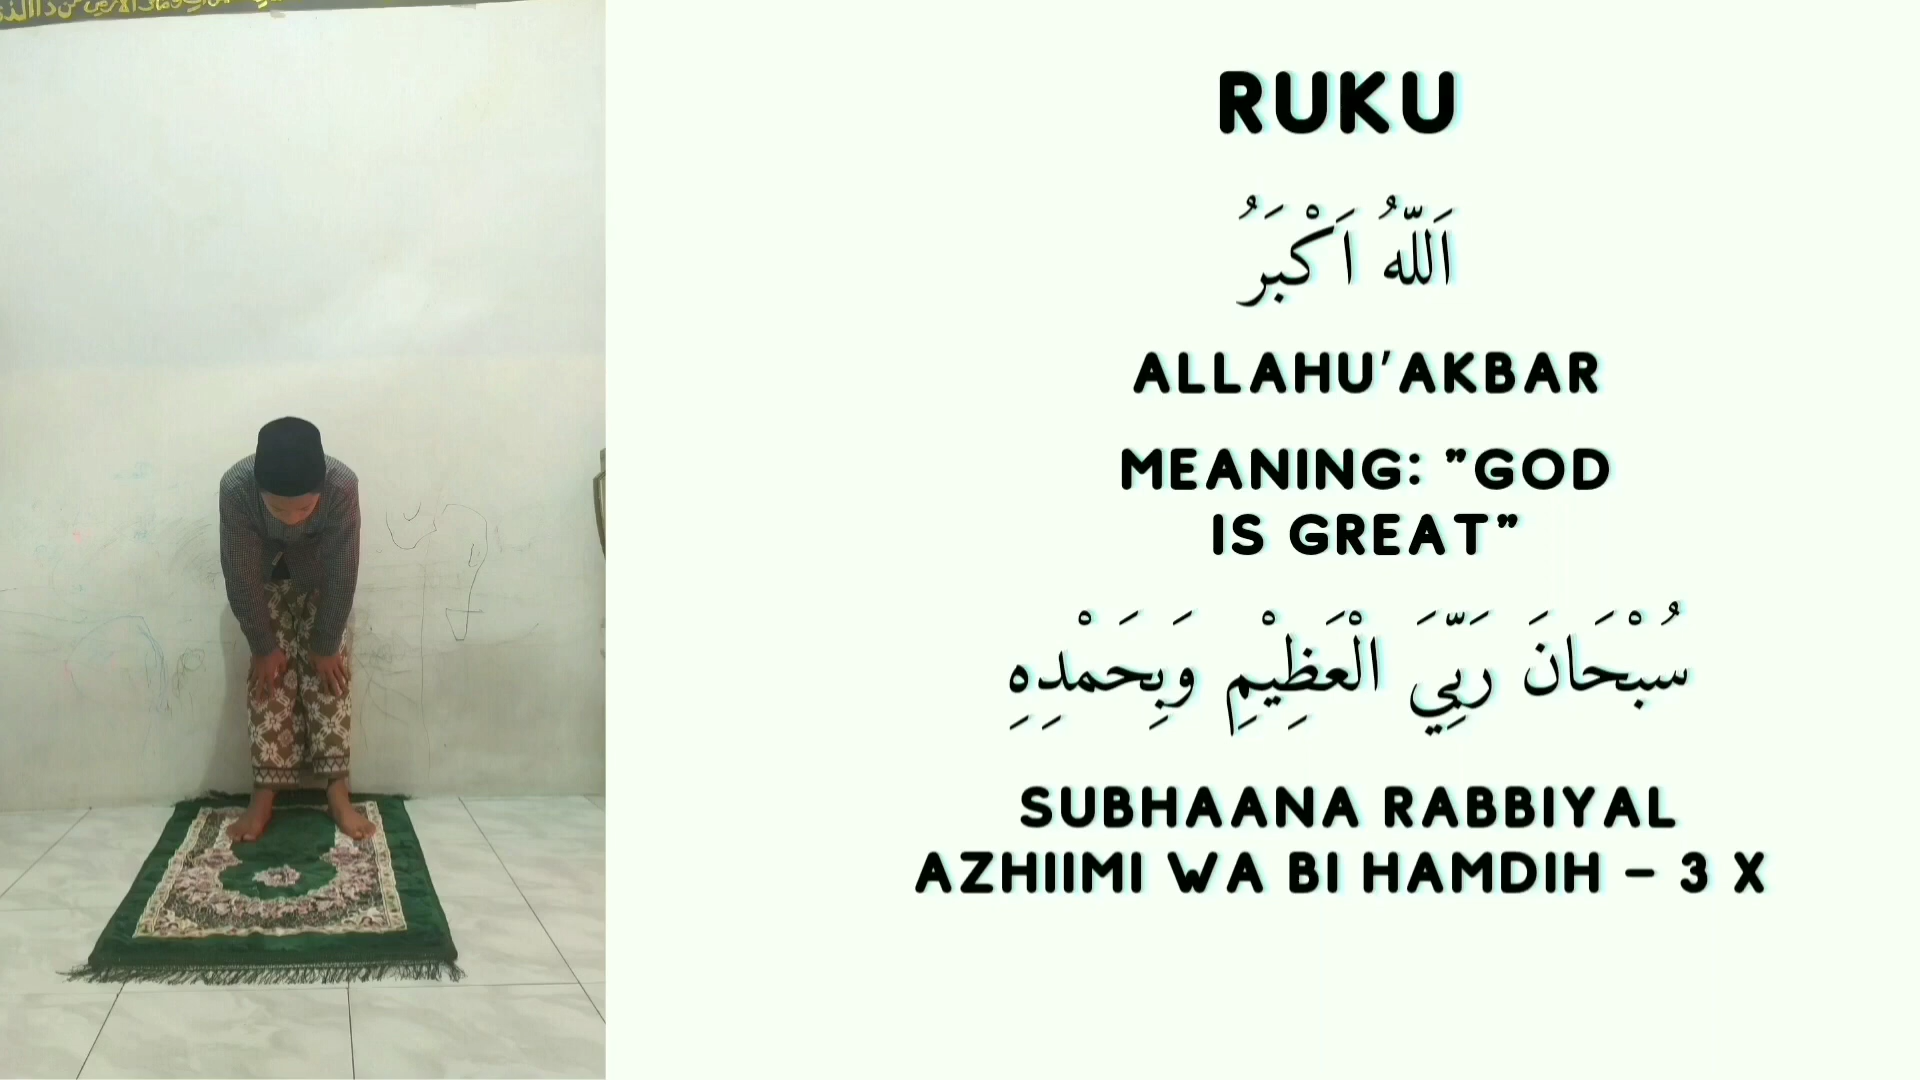 RUKU
اَللّٰهُ اَكْبَرُ
ALLAHU'AKBAR
MEANING: "GOD
IS GREAT"
سُبْحَانَ رَبِّيَ الْعَظِيْمِ وَبِحَمْدِهِ
SUBHAANA RABBIYAL
AZHIIMI WA BI HAMDIH - 3 X